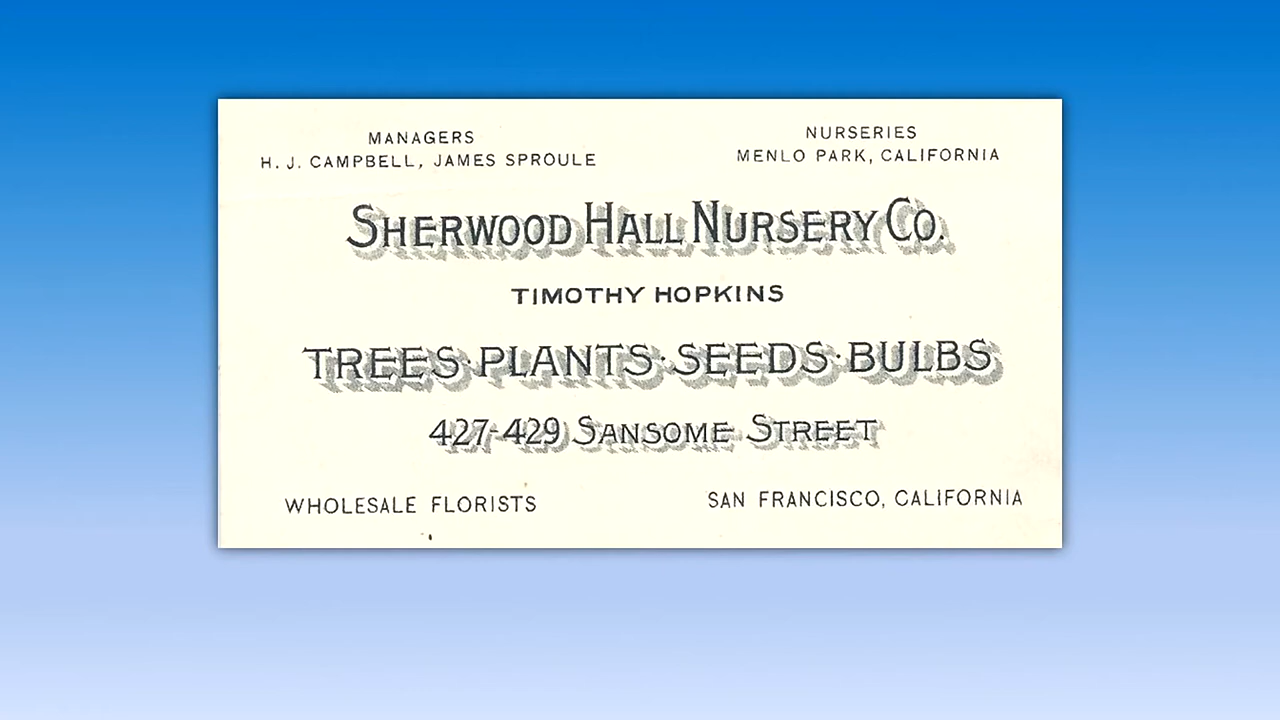 MANAGERS
H. J. CAMPBELL, JAMES SPROULE
NURSERIES
MENLO PARK, CALIFORNIA
SHERWOOD HALL NURSERY CO.
TIMOTHY HOPKINS
TREES·PLANTS·SEEDS·BULBS
427-429 SANSOME STREET
WHOLESALE FLORISTS
SAN FRANCISCO, CALIFORNIA